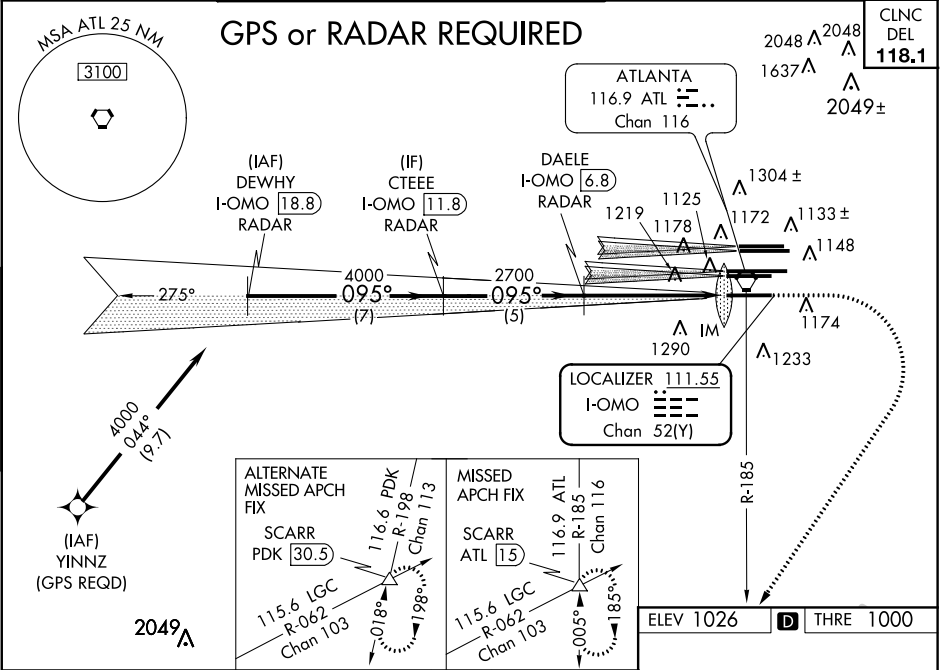 MSA ATL 25 NM
3100
GPS or RADAR REQUIRED
CLNC
DEL
118.1
2048
2048
1637
2049±
ATLANTA
116.9 ATL
Chan 116
(IAF)
DEWHY
I-OMO 18.8
RADAR
(IF)
CTEEE
I-OMO 11.8
RADAR
DAELE
I-OMO 6.8
RADAR
1304 ±
1125
1219
1178
1172
1133 ±
1148
275°
4000
095°
(7)
2700
095°
(5)
IM
1174
1290
1233
LOCALIZER 111.55
I-OMO
Chan 52(Y)
4000
044°
(9.7)
(IAF)
YINNZ
(GPS REQD)
2049
R-185
ALTERNATE
MISSED APCH
FIX
SCARR
PDK 30.5
116.6 PDK
R-198
Chan 113
115.6 LGC
R-062
Chan 103
018°
198°
MISSED
APCH FIX
SCARR
ATL 15
116.9 ATL
R-185
Chan 116
115.6 LGC
R-062
Chan 103
005°
185°
ELEV 1026
D
THRE 1000